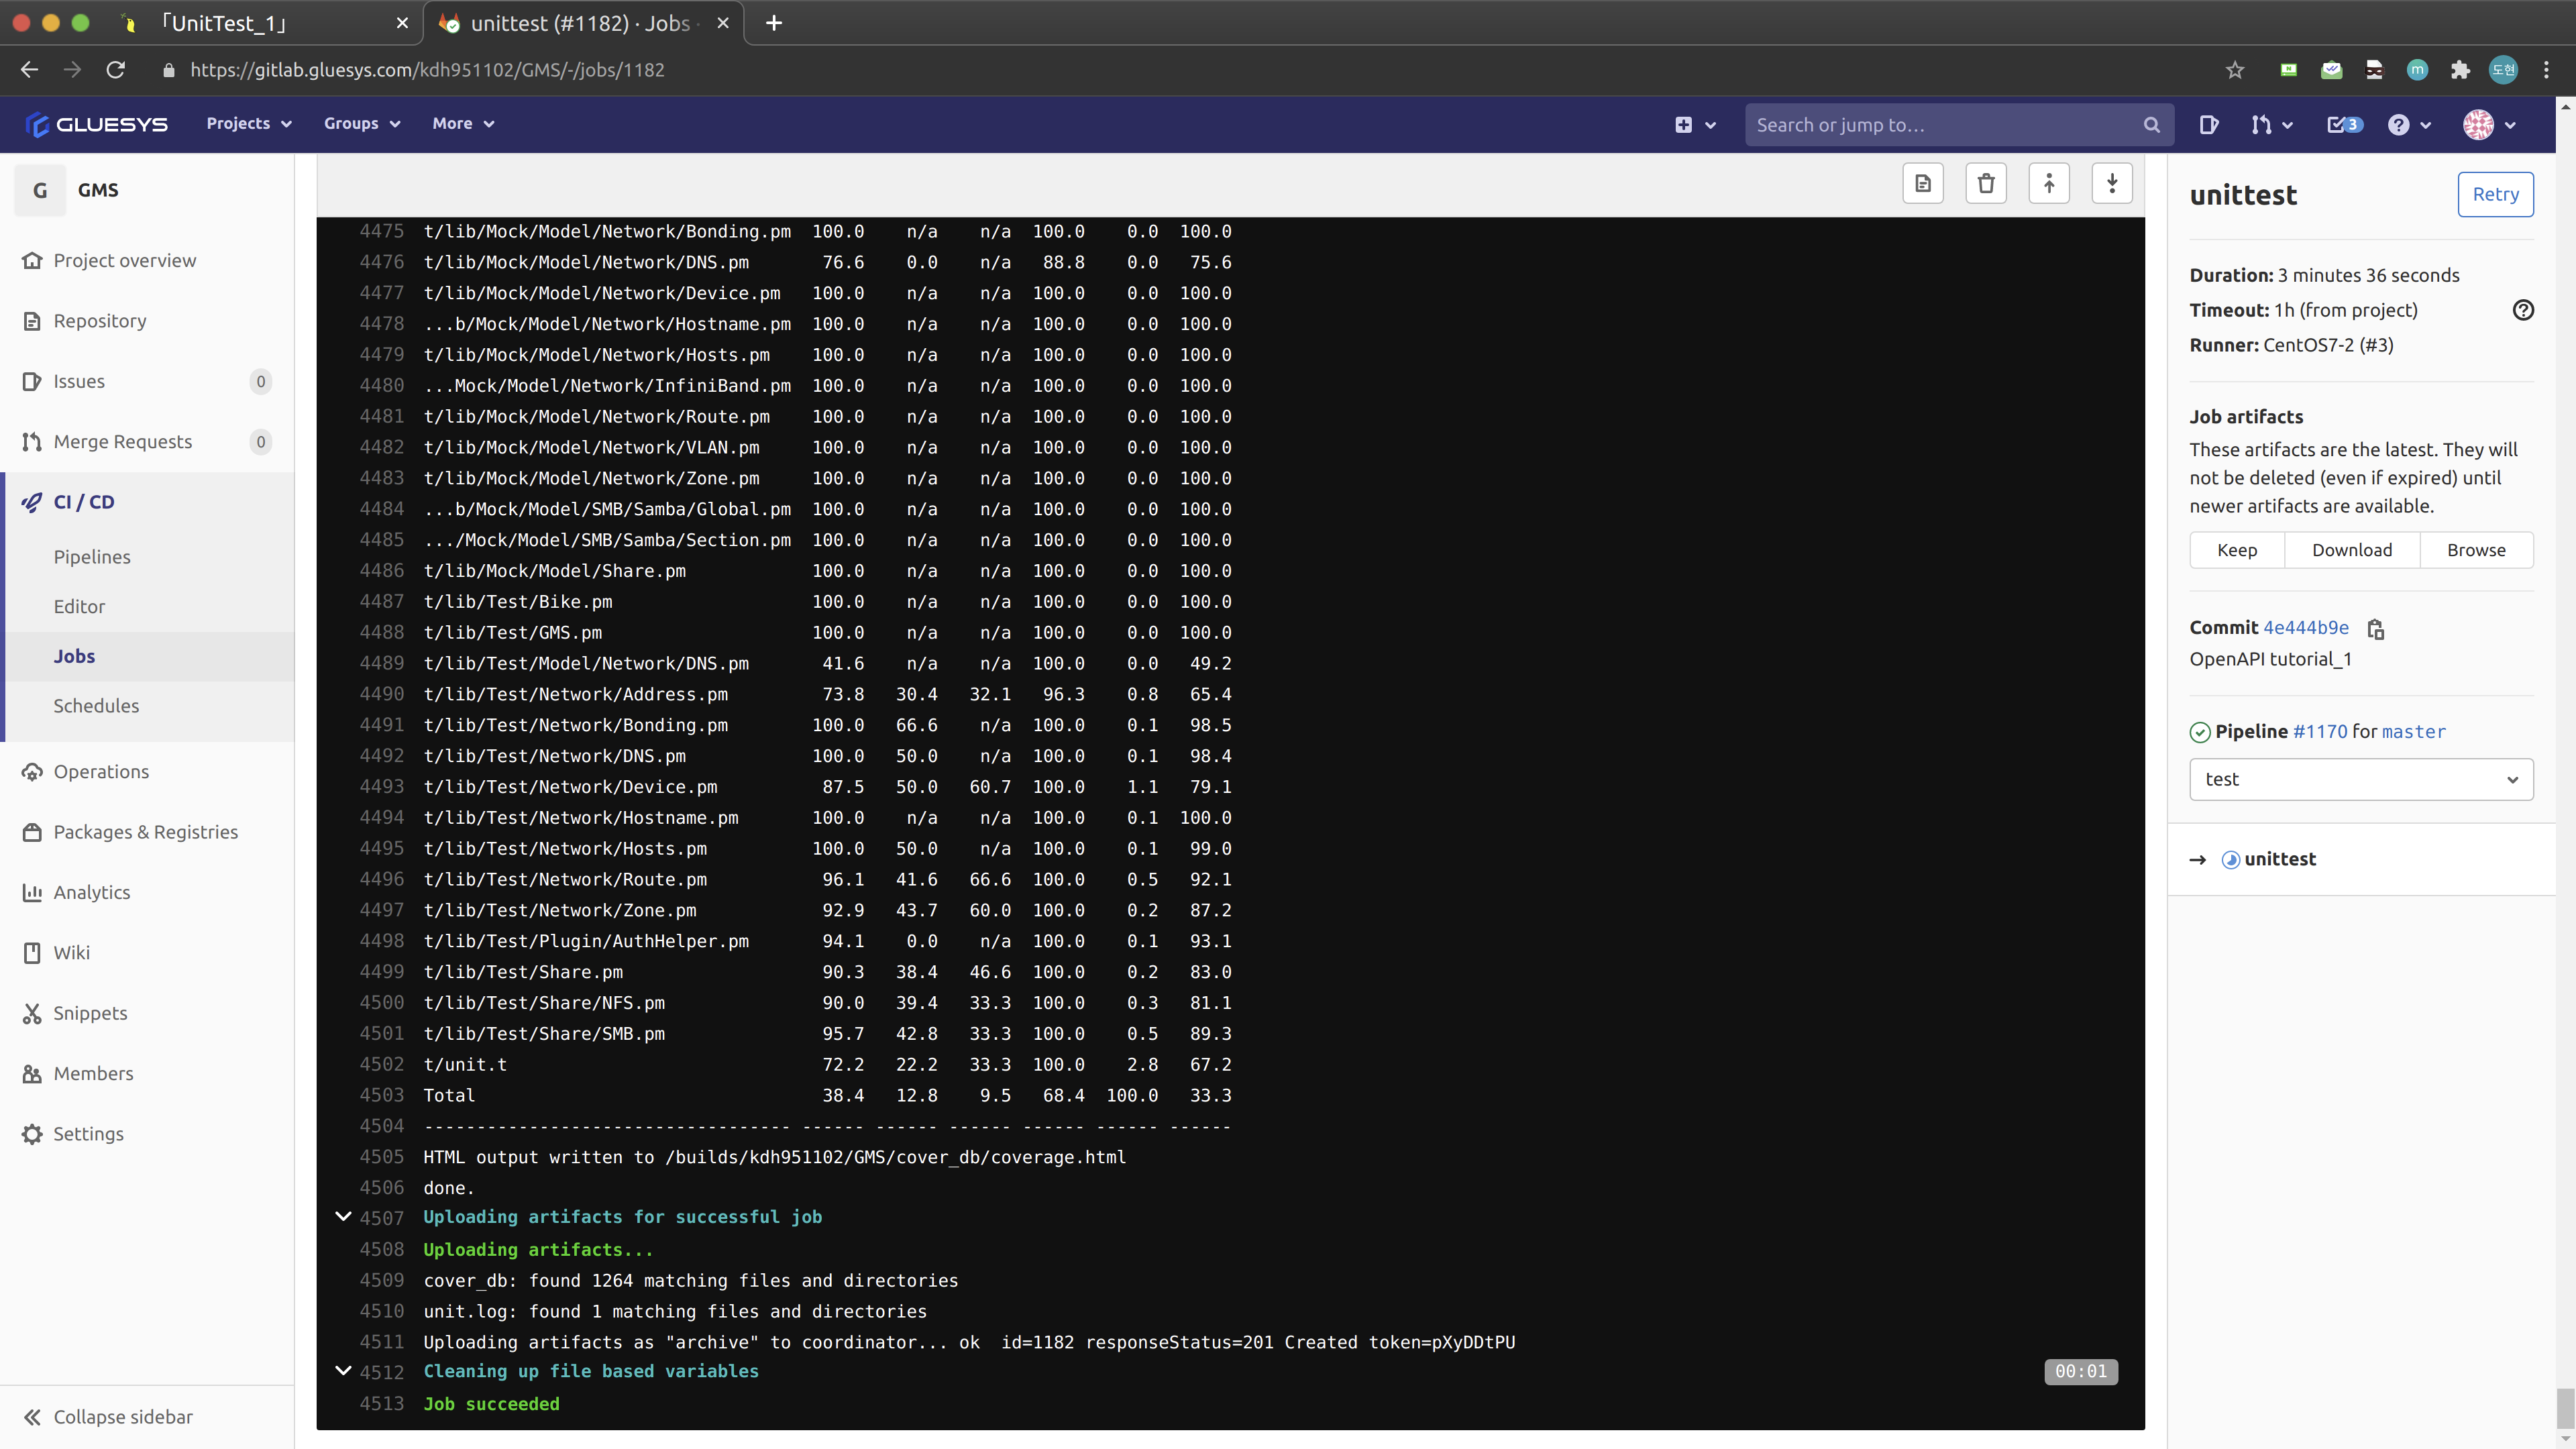 「UnitTest_1」
unittest (#1182) · Jobs ·
https://gitlab.gluesys.com/kdh951102/GMS/-/jobs/1182
m
도현
GLUESYS
Projects
Groups
More
Search or jump to…
3
G
GMS
Project overview
Repository
Issues 0
Merge Requests 0
CI / CD
Pipelines
Editor
Jobs
Schedules
Operations
Packages & Registries
Analytics
Wiki
Snippets
Members
Settings
Collapse sidebar
4475 t/lib/Mock/Model/Network/Bonding.pm 100.0 n/a n/a 100.0 0.0 100.0
4476 t/lib/Mock/Model/Network/DNS.pm 76.6 0.0 n/a 88.8 0.0 75.6
4477 t/lib/Mock/Model/Network/Device.pm 100.0 n/a n/a 100.0 0.0 100.0
4478 ...b/Mock/Model/Network/Hostname.pm 100.0 n/a n/a 100.0 0.0 100.0
4479 t/lib/Mock/Model/Network/Hosts.pm 100.0 n/a n/a 100.0 0.0 100.0
4480 ...Mock/Model/Network/InfiniBand.pm 100.0 n/a n/a 100.0 0.0 100.0
4481 t/lib/Mock/Model/Network/Route.pm 100.0 n/a n/a 100.0 0.0 100.0
4482 t/lib/Mock/Model/Network/VLAN.pm 100.0 n/a n/a 100.0 0.0 100.0
4483 t/lib/Mock/Model/Network/Zone.pm 100.0 n/a n/a 100.0 0.0 100.0
4484 ...b/Mock/Model/SMB/Samba/Global.pm 100.0 n/a n/a 100.0 0.0 100.0
4485 .../Mock/Model/SMB/Samba/Section.pm 100.0 n/a n/a 100.0 0.0 100.0
4486 t/lib/Mock/Model/Share.pm 100.0 n/a n/a 100.0 0.0 100.0
4487 t/lib/Test/Bike.pm 100.0 n/a n/a 100.0 0.0 100.0
4488 t/lib/Test/GMS.pm 100.0 n/a n/a 100.0 0.0 100.0
4489 t/lib/Test/Model/Network/DNS.pm 41.6 n/a n/a 100.0 0.0 49.2
4490 t/lib/Test/Network/Address.pm 73.8 30.4 32.1 96.3 0.8 65.4
4491 t/lib/Test/Network/Bonding.pm 100.0 66.6 n/a 100.0 0.1 98.5
4492 t/lib/Test/Network/DNS.pm 100.0 50.0 n/a 100.0 0.1 98.4
4493 t/lib/Test/Network/Device.pm 87.5 50.0 60.7 100.0 1.1 79.1
4494 t/lib/Test/Network/Hostname.pm 100.0 n/a n/a 100.0 0.1 100.0
4495 t/lib/Test/Network/Hosts.pm 100.0 50.0 n/a 100.0 0.1 99.0
4496 t/lib/Test/Network/Route.pm 96.1 41.6 66.6 100.0 0.5 92.1
4497 t/lib/Test/Network/Zone.pm 92.9 43.7 60.0 100.0 0.2 87.2
4498 t/lib/Test/Plugin/AuthHelper.pm 94.1 0.0 n/a 100.0 0.1 93.1
4499 t/lib/Test/Share.pm 90.3 38.4 46.6 100.0 0.2 83.0
4500 t/lib/Test/Share/NFS.pm 90.0 39.4 33.3 100.0 0.3 81.1
4501 t/lib/Test/Share/SMB.pm 95.7 42.8 33.3 100.0 0.5 89.3
4502 t/unit.t 72.2 22.2 33.3 100.0 2.8 67.2
4503 Total 38.4 12.8 9.5 68.4 100.0 33.3
4504 ----------------------------------- ------ ------ ------ ------ ------ ------
4505 HTML output written to /builds/kdh951102/GMS/cover_db/coverage.html
4506 done.
4507 Uploading artifacts for successful job
4508 Uploading artifacts...
4509 cover_db: found 1264 matching files and directories
4510 unit.log: found 1 matching files and directories
4511 Uploading artifacts as "archive" to coordinator... ok id=1182 responseStatus=201 Created token=pXyDDtPU
4512 Cleaning up file based variables 00:01
4513 Job succeeded
unittest
Retry
Duration: 3 minutes 36 seconds
Timeout: 1h (from project)
Runner: CentOS7-2 (#3)
Job artifacts
These artifacts are the latest. They will
not be deleted (even if expired) until
newer artifacts are available.
Keep Download Browse
Commit 4e444b9e
OpenAPI tutorial_1
Pipeline #1170 for master
test
→ unittest